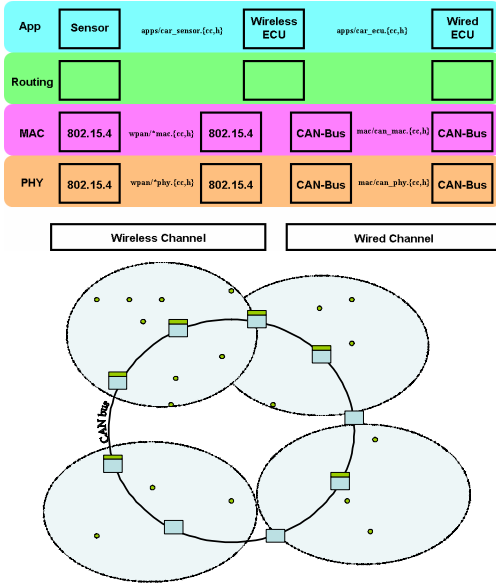 App Sensor apps/car_sensor.{cc,h} Wireless ECU apps/car_ecu.{cc,h} Wired ECU
Routing
MAC 802.15.4 wpan/*mac.{cc,h} 802.15.4 CAN-Bus mac/can_mac.{cc,h} CAN-Bus
PHY 802.15.4 wpan/*phy.{cc,h} 802.15.4 CAN-Bus mac/can_phy.{cc,h} CAN-Bus
Wireless Channel Wired Channel
CAN bus